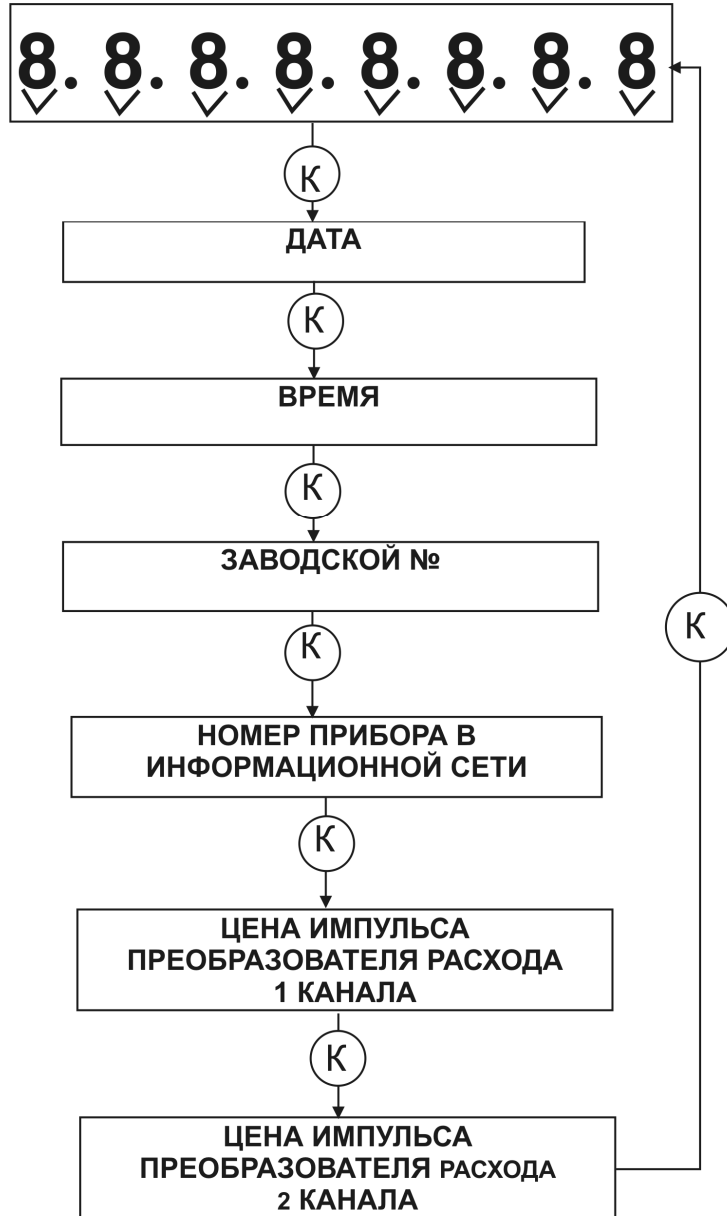 8. 8. 8. 8. 8. 8. 8. 8
К
ДАТА
К
ВРЕМЯ
К
ЗАВОДСКОЙ №
К
К
НОМЕР ПРИБОРА В
ИНФОРМАЦИОННОЙ СЕТИ
К
ЦЕНА ИМПУЛЬСА
ПРЕОБРАЗОВАТЕЛЯ РАСХОДА
1 КАНАЛА
К
ЦЕНА ИМПУЛЬСА
ПРЕОБРАЗОВАТЕЛЯ РАСХОДА
2 КАНАЛА